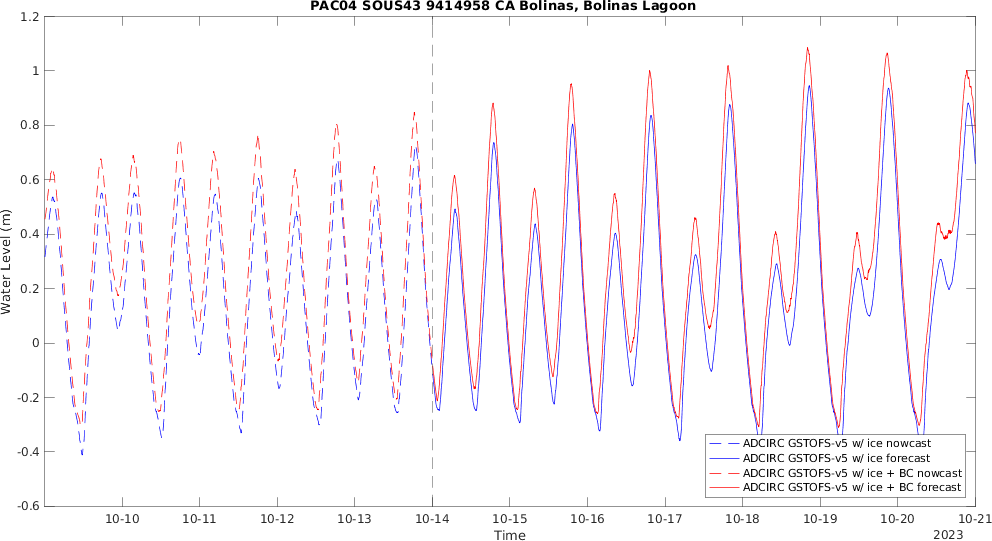 PAC04 SOUS43 9414958 CA Bolinas, Bolinas Lagoon
1.2
1
0.8
0.6
0.4
0.2
0
-0.2
-0.4
-0.6
Water Level (m)
ADCIRC GSTOFS-v5 w/ ice nowcast
ADCIRC GSTOFS-v5 w/ ice forecast
ADCIRC GSTOFS-v5 w/ ice + BC nowcast
ADCIRC GSTOFS-v5 w/ ice + BC forecast
10-10 10-11 10-12 10-13 10-14 10-15 10-16 10-17 10-18 10-19 10-20 10-21
Time
2023